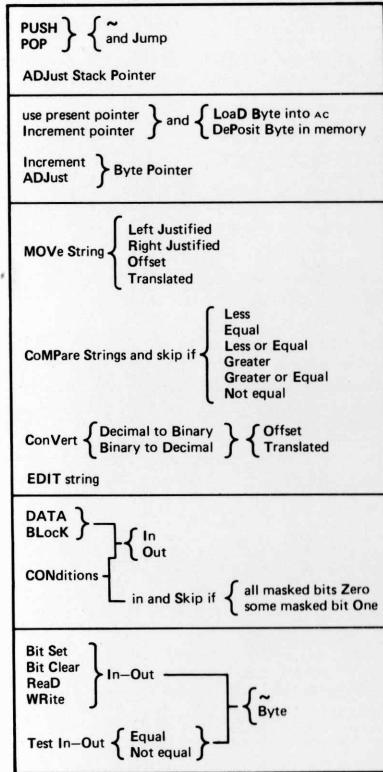 PUSH
POP
~
and Jump
ADJust Stack Pointer
use present pointer
Increment pointer
and
LoaD Byte into AC
DePosit Byte in memory
Increment
ADJust
Byte Pointer
MOVe String
Left Justified
Right Justified
Offset
Translated
CoMPare Strings and skip if
Less
Equal
Less or Equal
Greater
Greater or Equal
Not equal
ConVert
Decimal to Binary
Binary to Decimal
Offset
Translated
EDIT string
DATA
BLocK
In
Out
CONditions
in and Skip if
all masked bits Zero
some masked bit One
Bit Set
Bit Clear
ReaD
WRite
In–Out
~
Byte
Test In–Out
Equal
Not equal